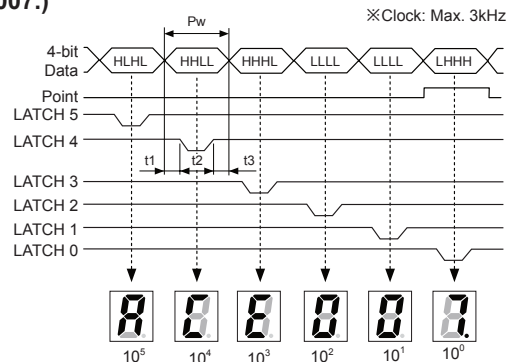 007.)
※Clock: Max. 3kHz
Pw
4-bit
Data
HLHL HHLL HHHL LLLL LLLL LHHH
Point
LATCH 5
LATCH 4
t1 t2 t3
LATCH 3
LATCH 2
LATCH 1
LATCH 0
A C E 0 0 7.
10⁵ 10⁴ 10³ 10² 10¹ 10⁰